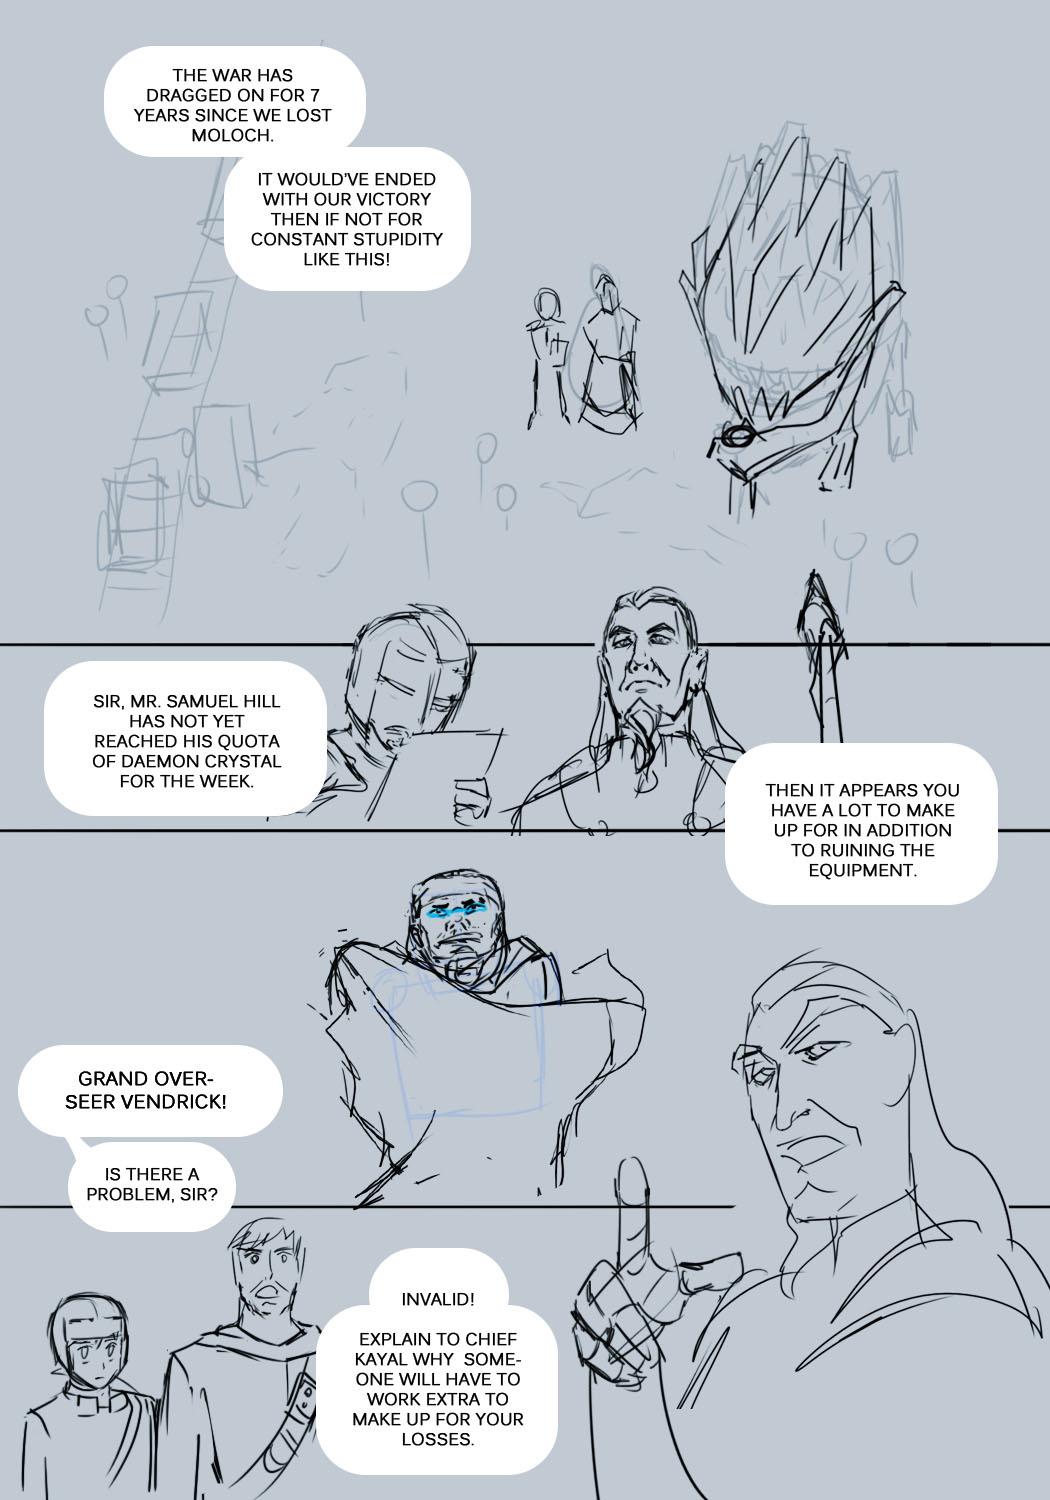 THE WAR HAS
DRAGGED ON FOR 7
YEARS SINCE WE LOST
MOLOCH.
IT WOULD'VE ENDED
WITH OUR VICTORY
THEN IF NOT FOR
CONSTANT STUPIDITY
LIKE THIS!
SIR, MR. SAMUEL HILL
HAS NOT YET
REACHED HIS QUOTA
OF DAEMON CRYSTAL
FOR THE WEEK.
THEN IT APPEARS YOU
HAVE A LOT TO MAKE
UP FOR IN ADDITION
TO RUINING THE
EQUIPMENT.
GRAND OVER-
SEER VENDRICK!
IS THERE A
PROBLEM, SIR?
INVALID!
EXPLAIN TO CHIEF
KAYAL WHY SOME-
ONE WILL HAVE TO
WORK EXTRA TO
MAKE UP FOR YOUR
LOSSES.